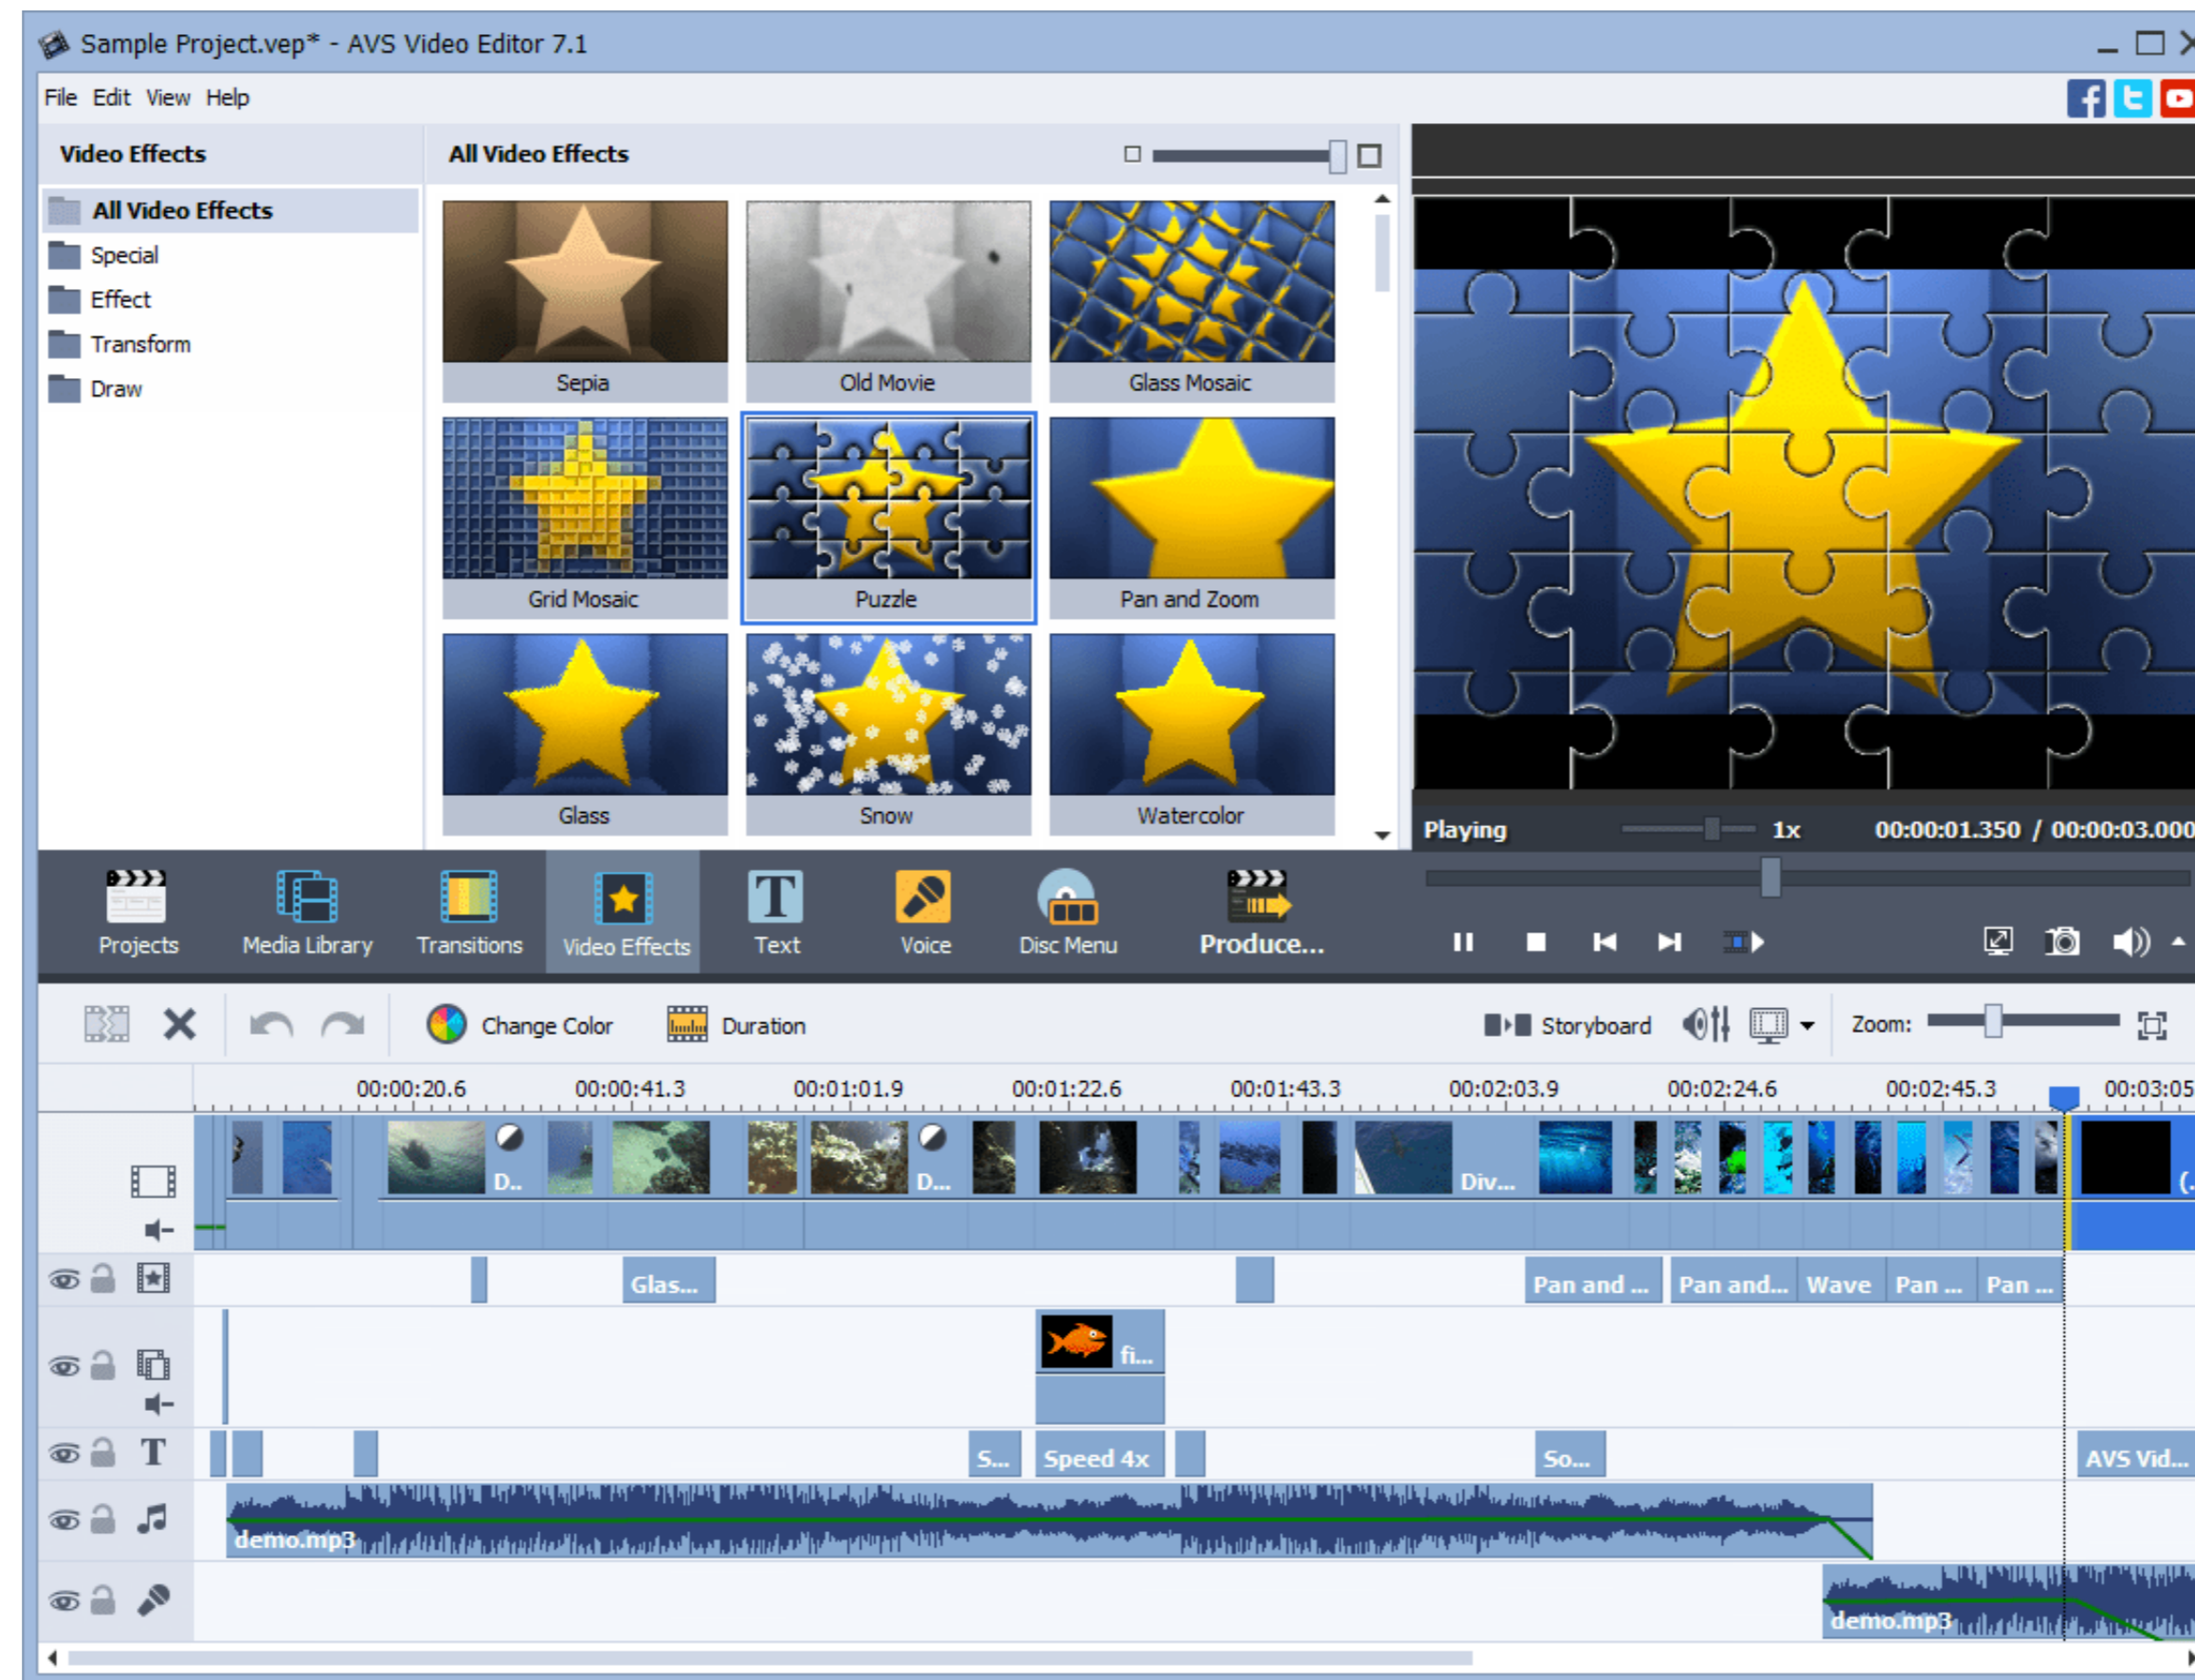 Sample Project.vep* - AVS Video Editor 7.1
File Edit View Help
Video Effects
All Video Effects
All Video Effects
Special
Effect
Transform
Draw
Sepia
Old Movie
Glass Mosaic
Grid Mosaic
Puzzle
Pan and Zoom
Glass
Snow
Watercolor
Playing
1x
00:00:01.350 / 00:00:03.000
Projects
Media Library
Transitions
Video Effects
Text
Voice
Disc Menu
Produce...
Change Color
Duration
Storyboard
Zoom:
00:00:20.6
00:00:41.3
00:01:01.9
00:01:22.6
00:01:43.3
00:02:03.9
00:02:24.6
00:02:45.3
00:03:05
D..
D...
Div...
(.
Glas...
Pan and ...
Pan and...
Wave
Pan ...
Pan ...
fi...
S...
Speed 4x
So...
AVS Vid...
demo.mp3
demo.mp3